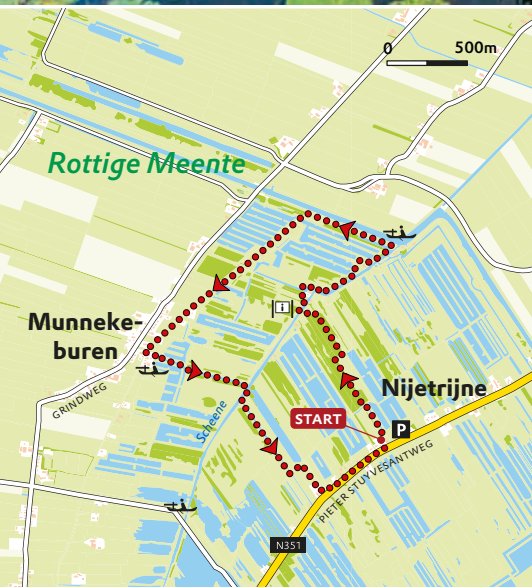 0 500m
Rottige Meente
i
Munneke-
buren
GRINDWEG
Nijetrijne
START
P
Scheene
PIETER STUYVESANTWEG
N351